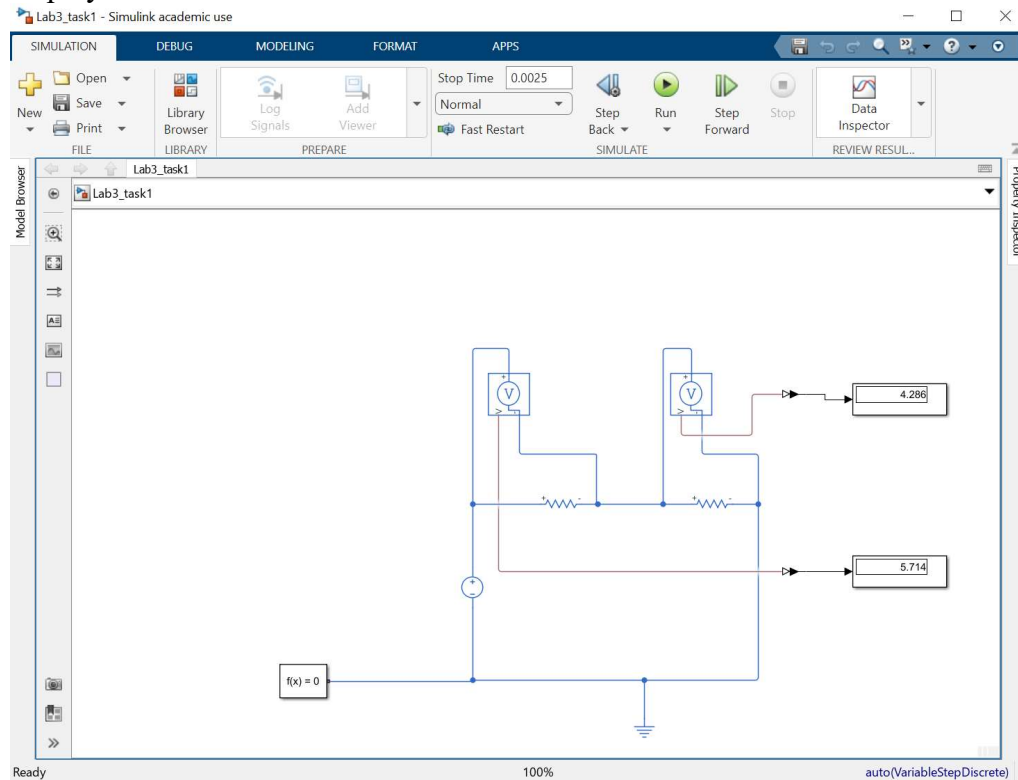 Lab3_task1 - Simulink academic use
SIMULATION DEBUG MODELING FORMAT APPS
New
Open
Save
Print
FILE
Library Browser
LIBRARY
Log Signals
Add Viewer
PREPARE
Stop Time 0.0025
Normal
Fast Restart
Step Back
Run
Step Forward
Stop
SIMULATE
Data Inspector
REVIEW RESUL...
Model Browser
Property Inspector
Lab3_task1
Lab3_task1
V
V
4.286
5.714
f(x) = 0
Ready 100% auto(VariableStepDiscrete)